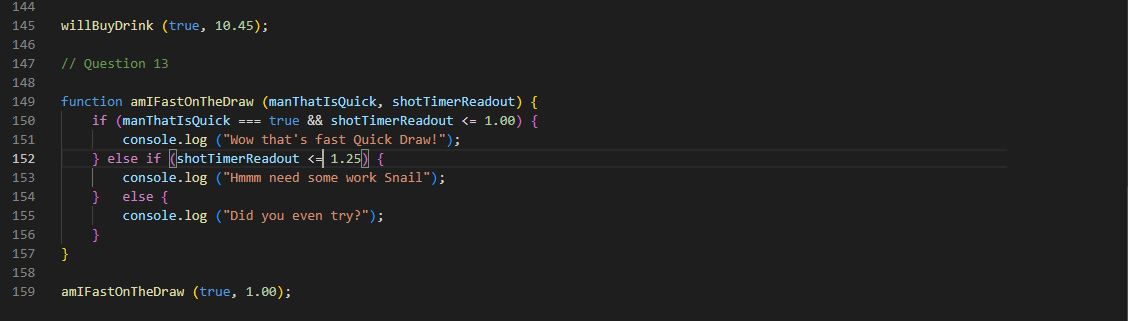 144
145 willBuyDrink (true, 10.45);
146
147 // Question 13
148
149 function amIFastOnTheDraw (manThatIsQuick, shotTimerReadout) {
150     if (manThatIsQuick === true && shotTimerReadout <= 1.00) {
151         console.log ("Wow that's fast Quick Draw!");
152     } else if (shotTimerReadout <= 1.25) {
153         console.log ("Hmmm need some work Snail");
154     }   else {
155         console.log ("Did you even try?");
156     }
157 }
158
159 amIFastOnTheDraw (true, 1.00);